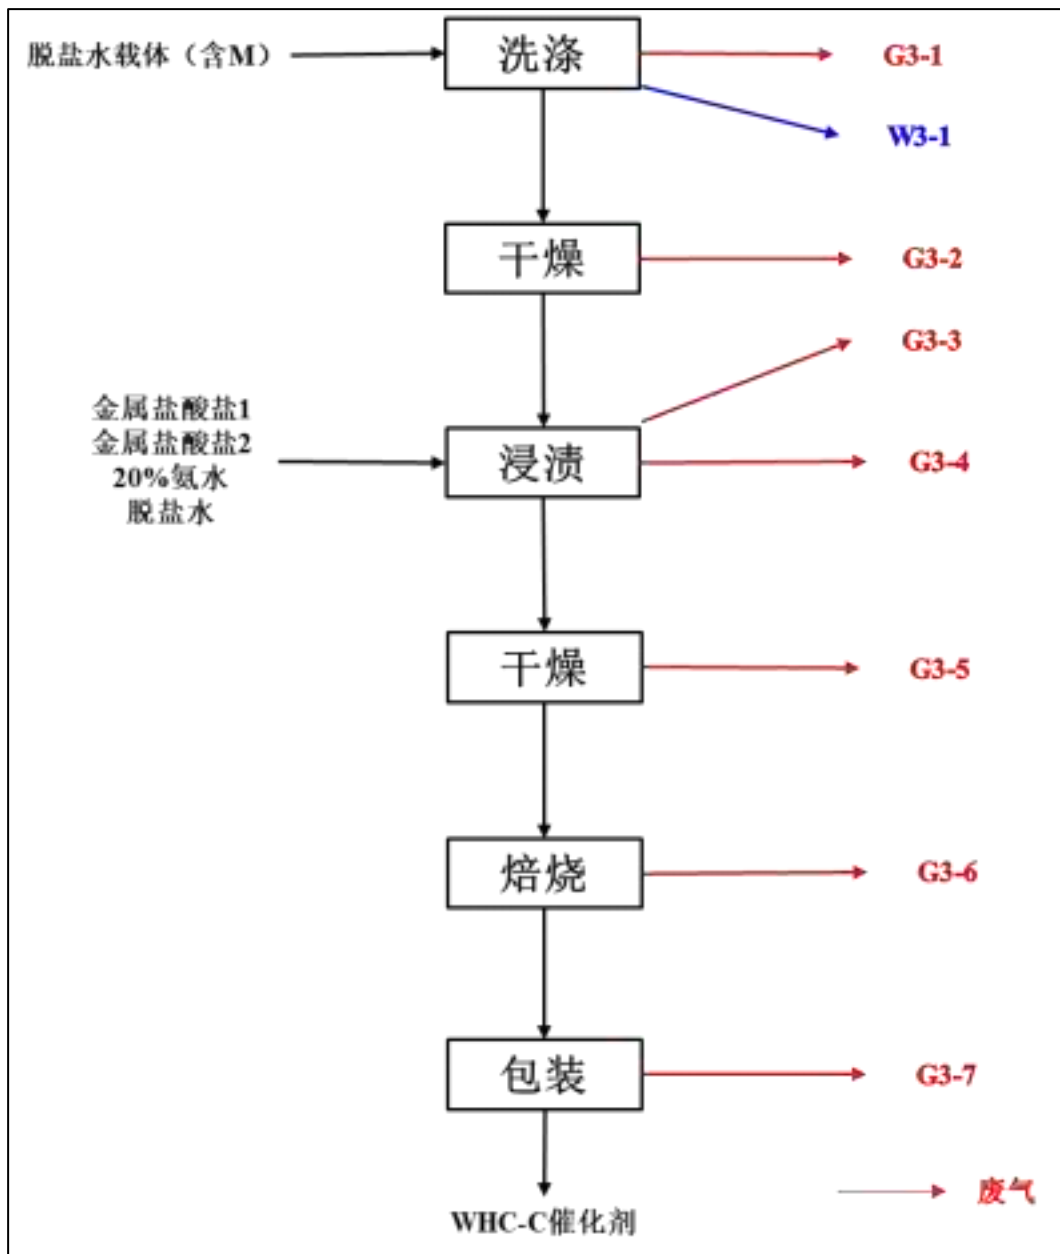 脱盐水载体（含M）
洗涤
G3-1
W3-1
干燥
G3-2
G3-3
金属盐酸盐1
金属盐酸盐2
20%氨水
脱盐水
浸渍
G3-4
干燥
G3-5
焙烧
G3-6
包装
G3-7
废气
WHC-C催化剂